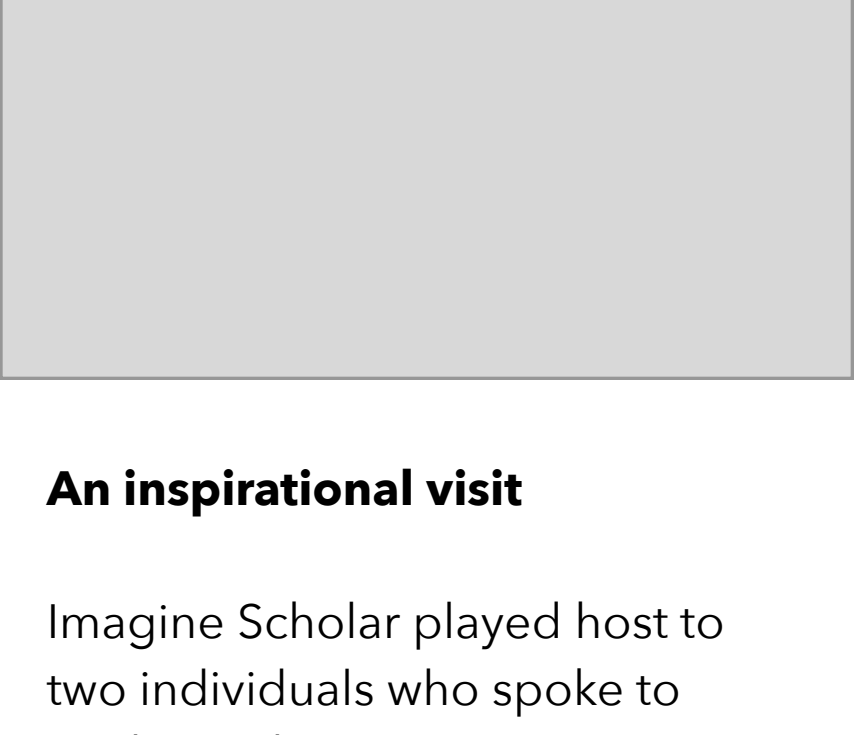 An inspirational visit
Imagine Scholar played host to
two individuals who spoke to